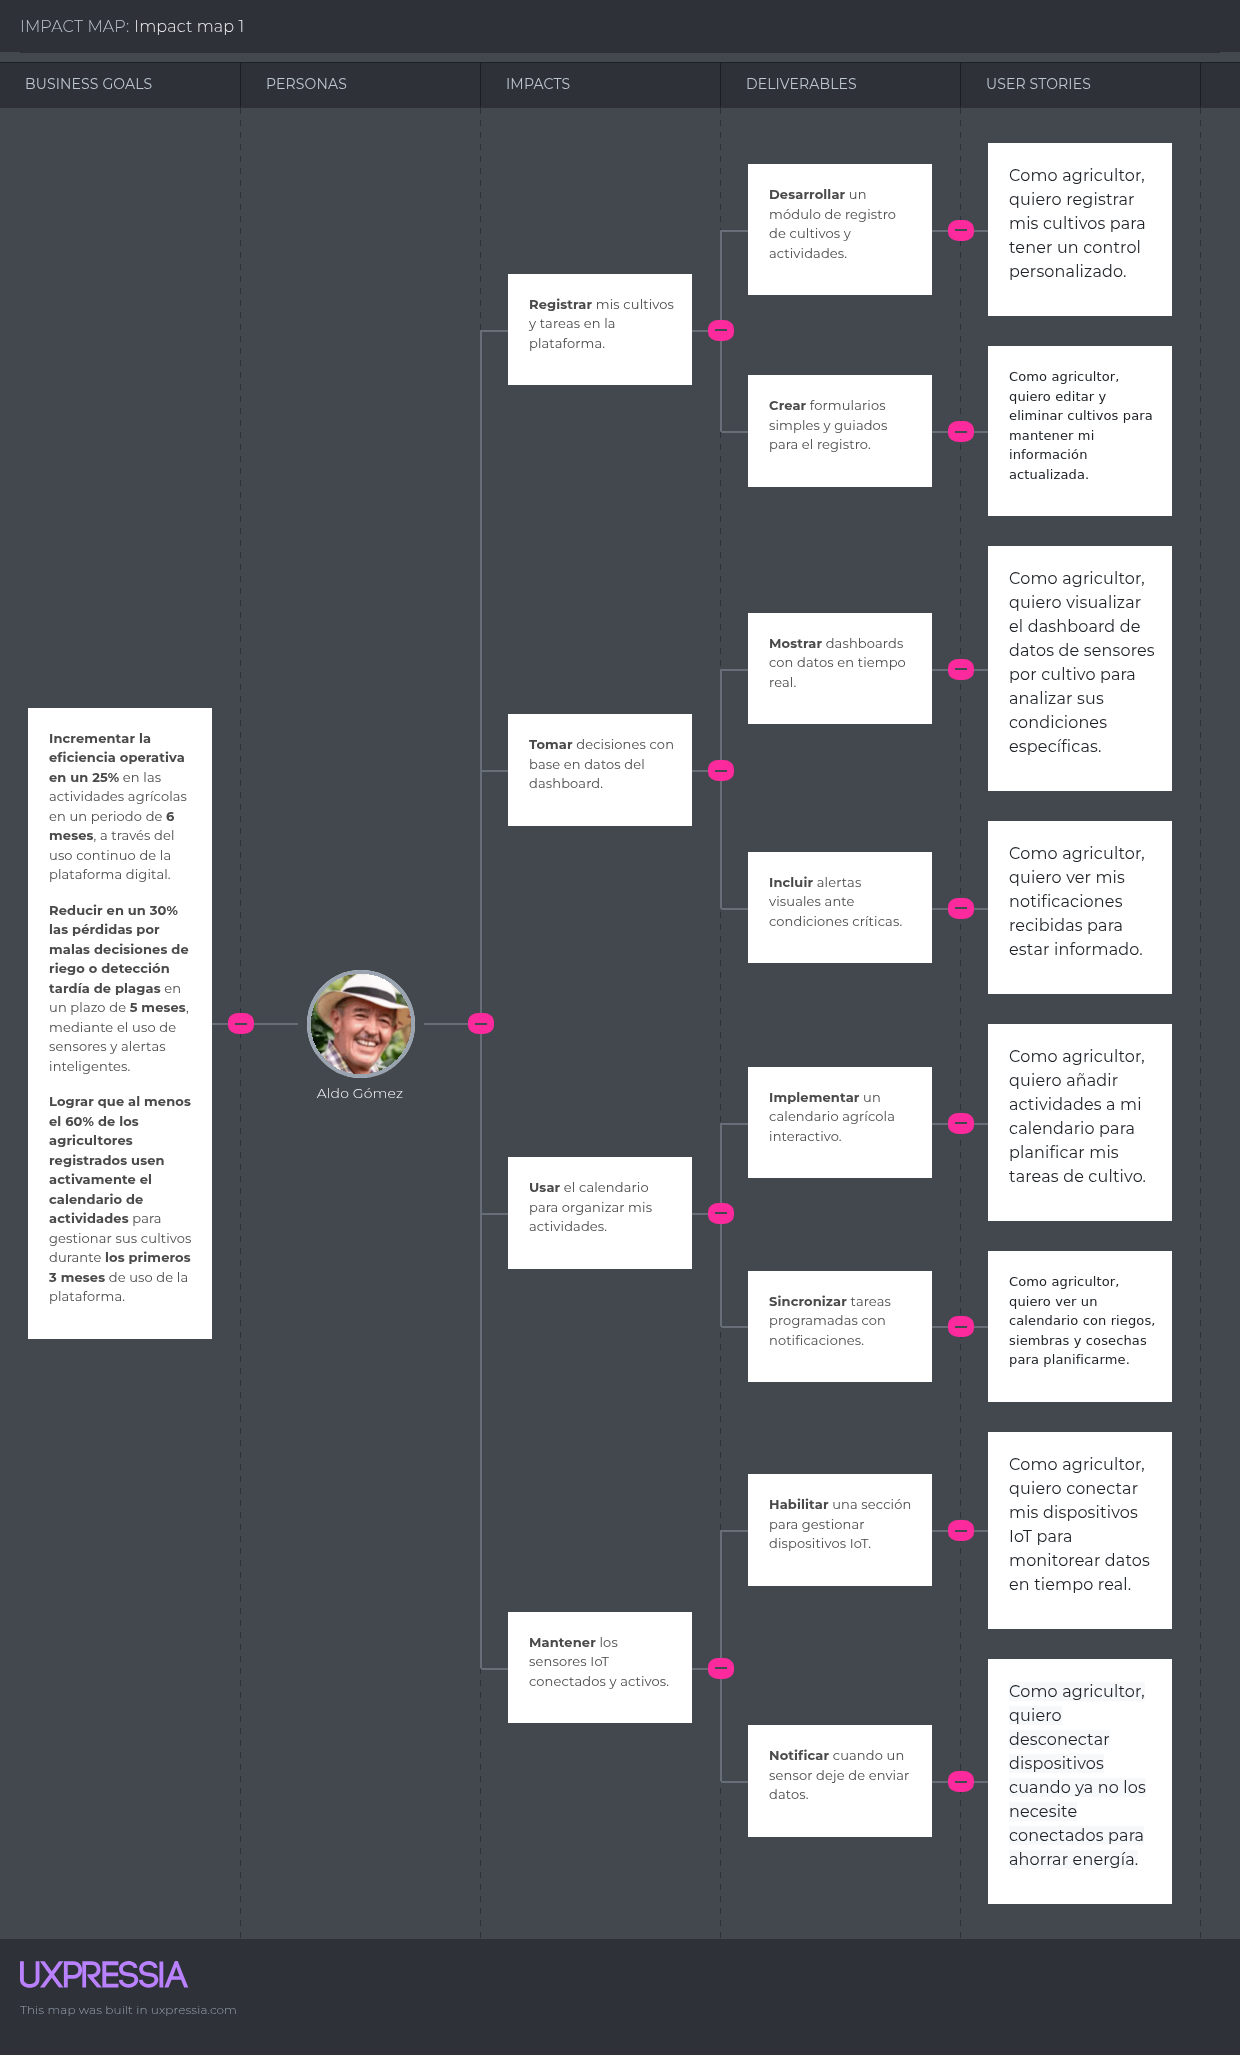 IMPACT MAP: Impact map 1
BUSINESS GOALS
PERSONAS
IMPACTS
DELIVERABLES
USER STORIES
Incrementar la
eficiencia operativa
en un 25% en las
actividades agrícolas
en un periodo de 6
meses, a través del
uso continuo de la
plataforma digital.
Reducir en un 30%
las pérdidas por
malas decisiones de
riego o detección
tardía de plagas en
un plazo de 5 meses,
mediante el uso de
sensores y alertas
inteligentes.
Lograr que al menos
el 60% de los
agricultores
registrados usen
activamente el
calendario de
actividades para
gestionar sus cultivos
durante los primeros
3 meses de uso de la
plataforma.
Aldo Gómez
Registrar mis cultivos
y tareas en la
plataforma.
Desarrollar un
módulo de registro
de cultivos y
actividades.
Como agricultor,
quiero registrar
mis cultivos para
tener un control
personalizado.
Crear formularios
simples y guiados
para el registro.
Como agricultor,
quiero editar y
eliminar cultivos para
mantener mi
información
actualizada.
Tomar decisiones con
base en datos del
dashboard.
Mostrar dashboards
con datos en tiempo
real.
Como agricultor,
quiero visualizar
el dashboard de
datos de sensores
por cultivo para
analizar sus
condiciones
específicas.
Incluir alertas
visuales ante
condiciones críticas.
Como agricultor,
quiero ver mis
notificaciones
recibidas para
estar informado.
Usar el calendario
para organizar mis
actividades.
Implementar un
calendario agrícola
interactivo.
Como agricultor,
quiero añadir
actividades a mi
calendario para
planificar mis
tareas de cultivo.
Sincronizar tareas
programadas con
notificaciones.
Como agricultor,
quiero ver un
calendario con riegos,
siembras y cosechas
para planificarme.
Mantener los
sensores IoT
conectados y activos.
Habilitar una sección
para gestionar
dispositivos IoT.
Como agricultor,
quiero conectar
mis dispositivos
IoT para
monitorear datos
en tiempo real.
Notificar cuando un
sensor deje de enviar
datos.
Como agricultor,
quiero
desconectar
dispositivos
cuando ya no los
necesite
conectados para
ahorrar energía.
UXPRESSIA
This map was built in uxpressia.com